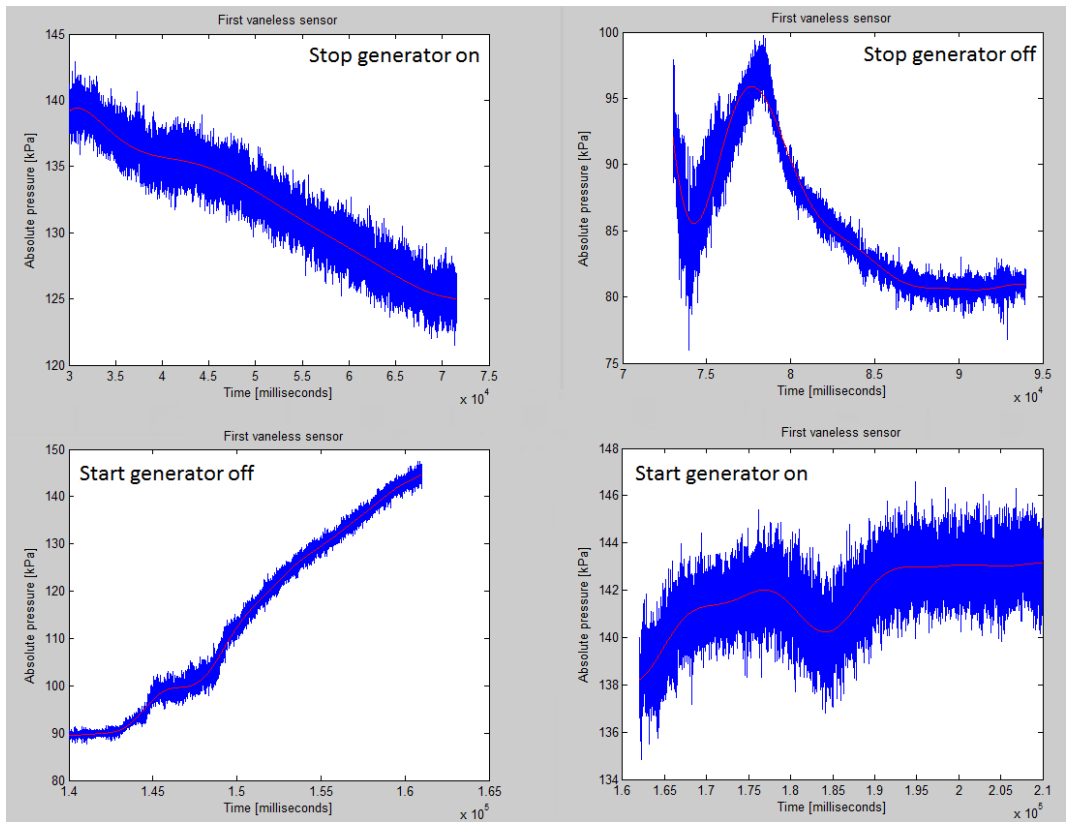 First vaneless sensor
Stop generator on
Absolute pressure [kPa]
145
140
135
130
125
120
3 3.5 4 4.5 5 5.5 6 6.5 7 7.5
Time [milliseconds]
x 10^4
First vaneless sensor
Stop generator off
Absolute pressure [kPa]
100
95
90
85
80
75
7 7.5 8 8.5 9 9.5
Time [milliseconds]
x 10^4
First vaneless sensor
Start generator off
Absolute pressure [kPa]
150
140
130
120
110
100
90
80
1.4 1.45 1.5 1.55 1.6 1.65
Time [milliseconds]
x 10^5
First vaneless sensor
Start generator on
Absolute pressure [kPa]
148
146
144
142
140
138
136
134
1.6 1.65 1.7 1.75 1.8 1.85 1.9 1.95 2 2.05 2.1
Time [milliseconds]
x 10^5